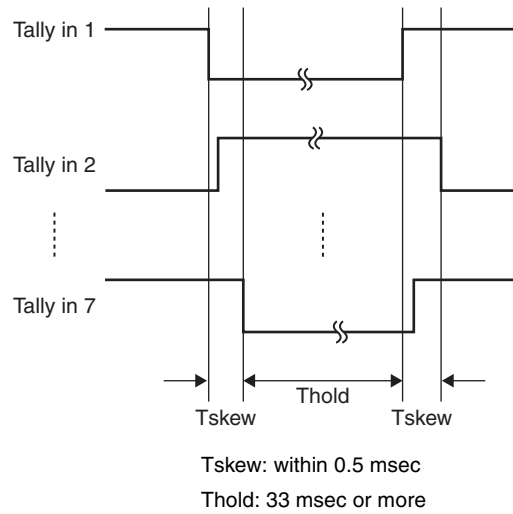 Tally in 1
Tally in 2
Tally in 7
Thold
Tskew
Tskew
Tskew: within 0.5 msec
Thold: 33 msec or more